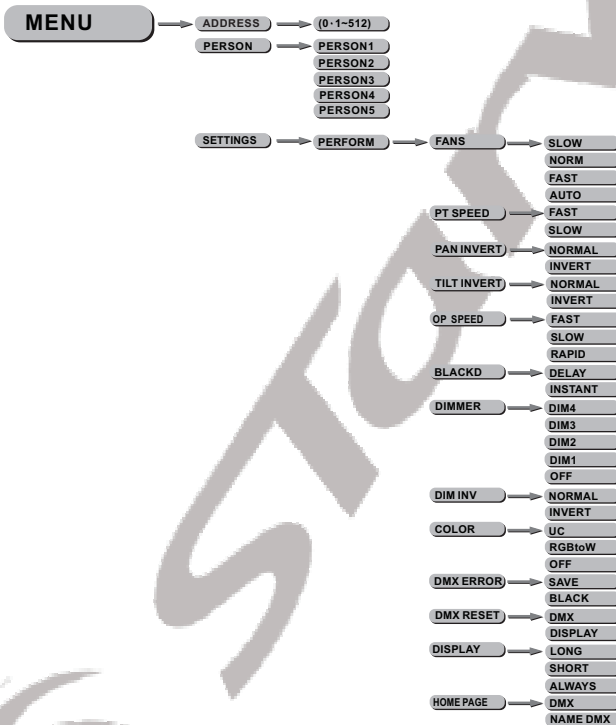 MENU
ADDRESS (0·1~512)
PERSON PERSON1
PERSON2
PERSON3
PERSON4
PERSON5
SETTINGS PERFORM FANS SLOW
NORM
FAST
AUTO
PT SPEED FAST
SLOW
PAN INVERT NORMAL
INVERT
TILT INVERT NORMAL
INVERT
OP SPEED FAST
SLOW
RAPID
BLACKD DELAY
INSTANT
DIMMER DIM4
DIM3
DIM2
DIM1
OFF
DIM INV NORMAL
INVERT
COLOR UC
RGBtoW
OFF
DMX ERROR SAVE
BLACK
DMX RESET DMX
DISPLAY
DISPLAY LONG
SHORT
ALWAYS
HOME PAGE DMX
NAME DMX